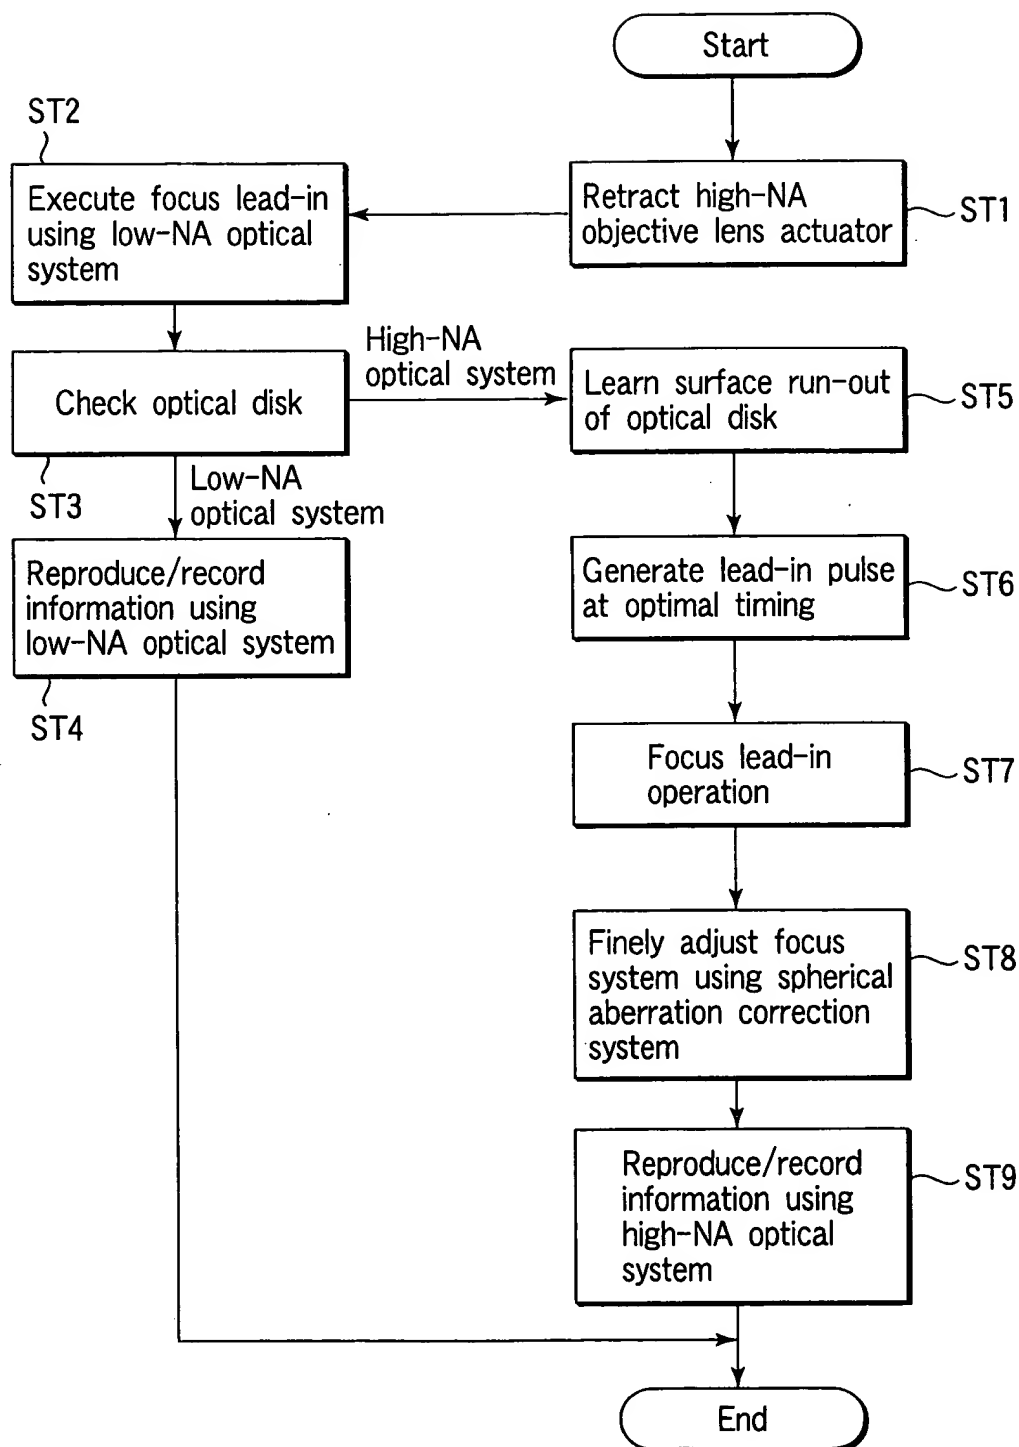 Start
Retract high-NA
objective lens actuator
ST1
ST2
Execute focus lead-in
using low-NA optical
system
Check optical disk
ST3
High-NA
optical system
Low-NA
optical system
Reproduce/record
information using
low-NA optical system
ST4
Learn surface run-out
of optical disk
ST5
Generate lead-in pulse
at optimal timing
ST6
Focus lead-in
operation
ST7
Finely adjust focus
system using spherical
aberration correction
system
ST8
Reproduce/record
information using
high-NA optical
system
ST9
End